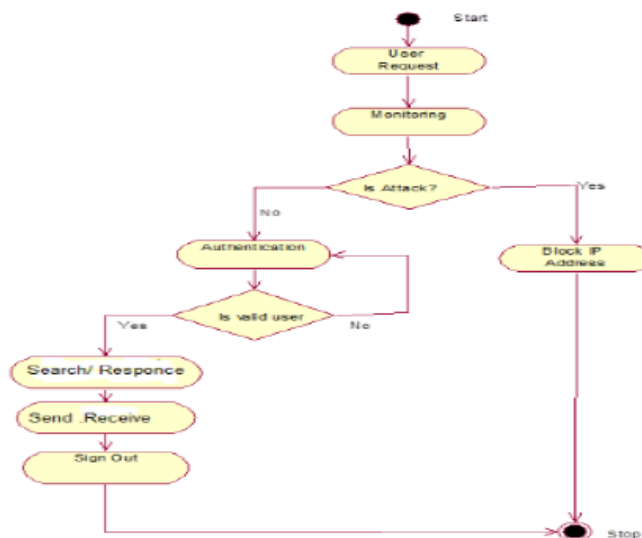 Start
User
Request
Monitoring
Is Attack?
Yes
No
Authentication
Block IP
Address
Is valid user
Yes
No
Search/ Responce
Send .Receive
Sign Out
Stop